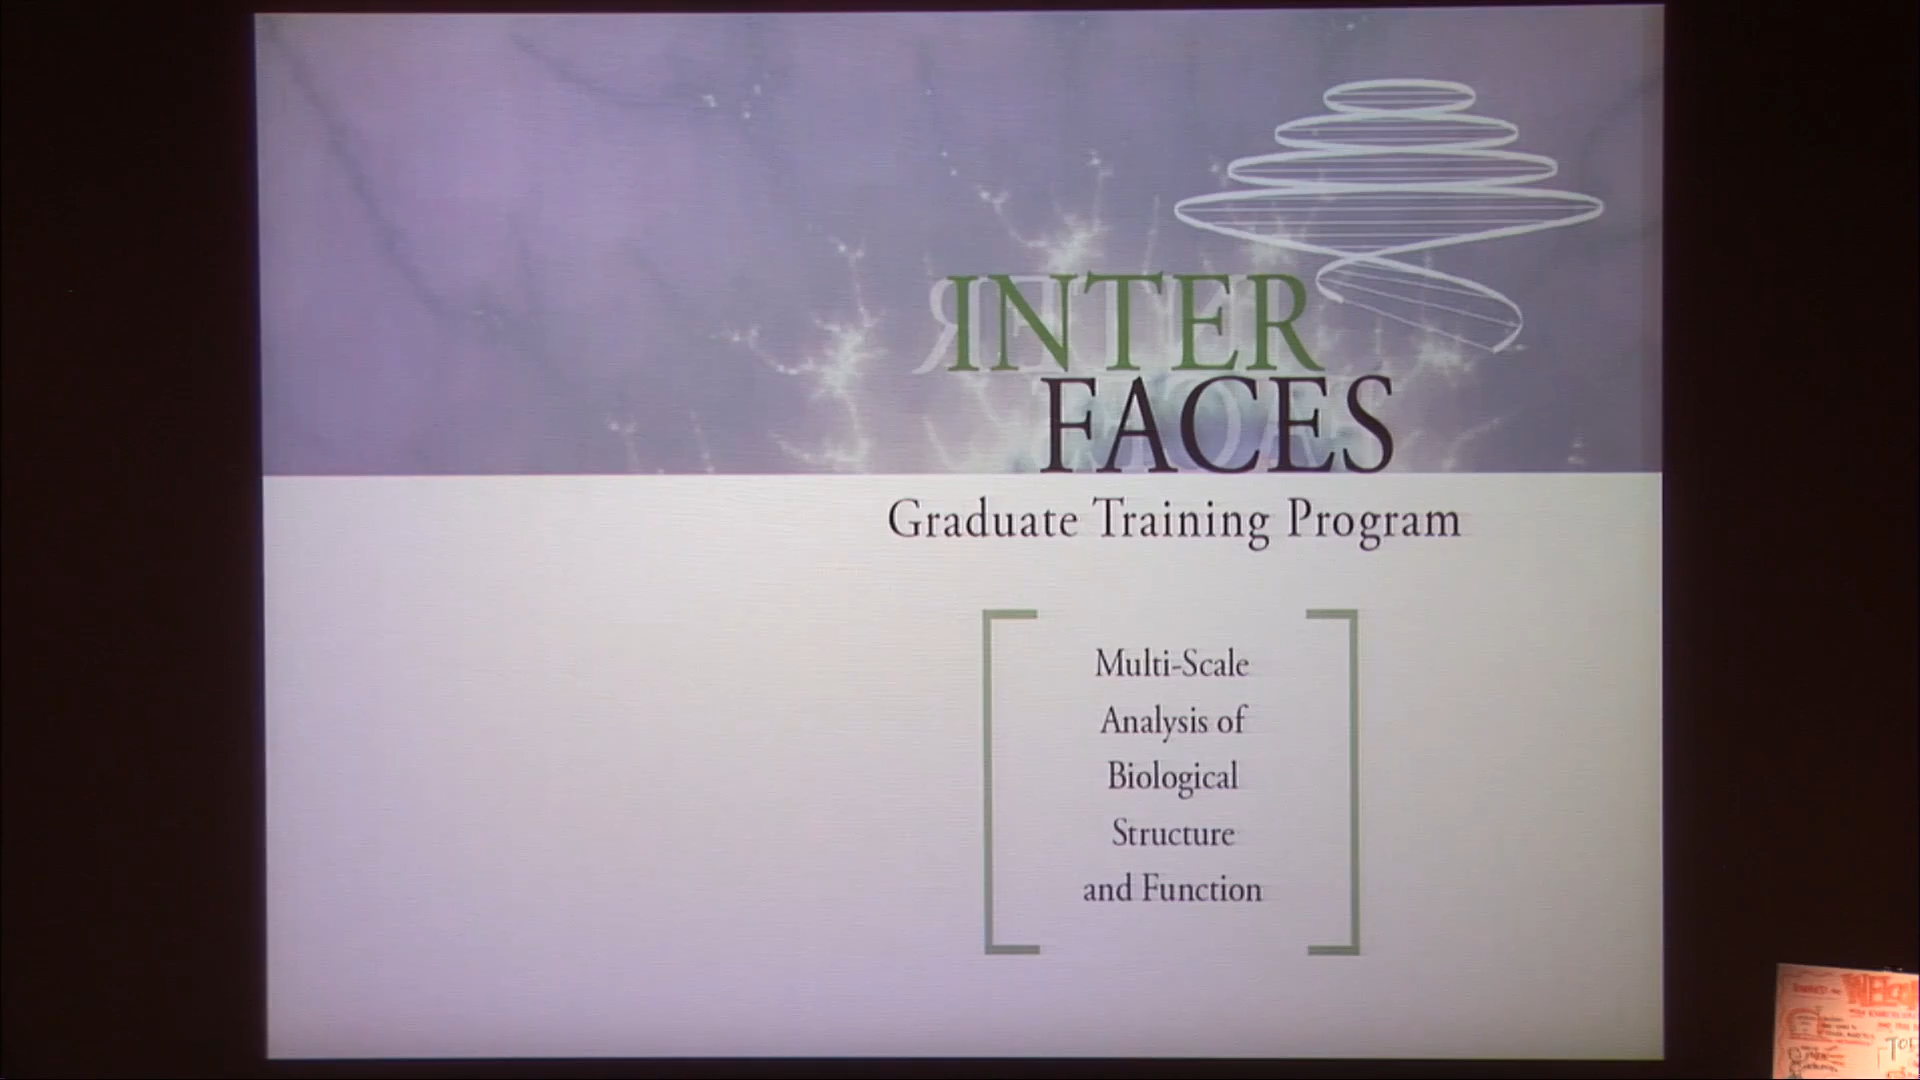 INTER
FACES
Graduate Training Program
Multi-Scale
Analysis of
Biological
Structure
and Function